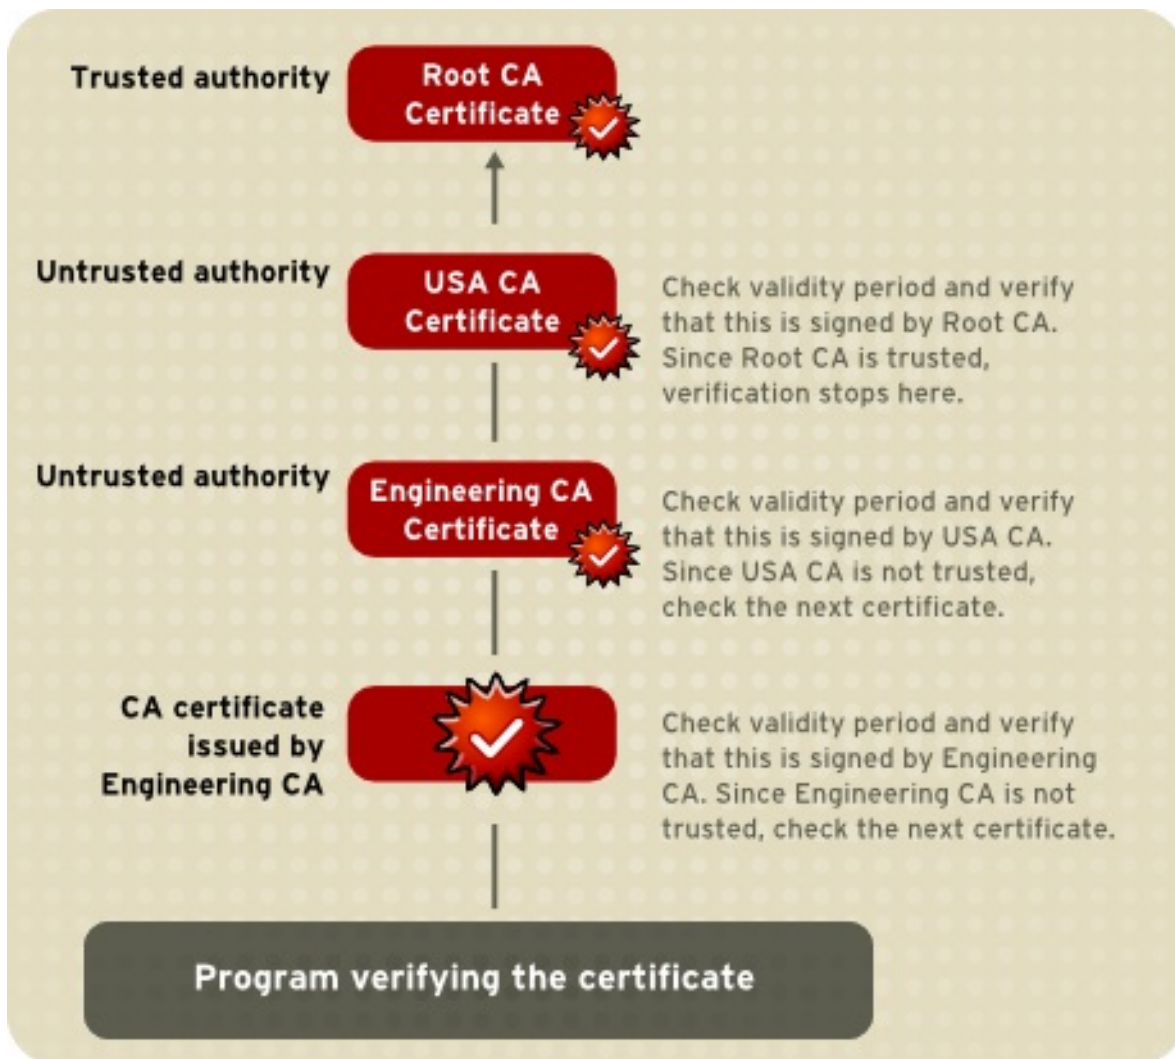 Trusted authority
Root CA
Certificate
Untrusted authority
USA CA
Certificate
Check validity period and verify
that this is signed by Root CA.
Since Root CA is trusted,
verification stops here.
Untrusted authority
Engineering CA
Certificate
Check validity period and verify
that this is signed by USA CA.
Since USA CA is not trusted,
check the next certificate.
CA certificate
issued by
Engineering CA
Check validity period and verify
that this is signed by Engineering
CA. Since Engineering CA is not
trusted, check the next certificate.
Program verifying the certificate